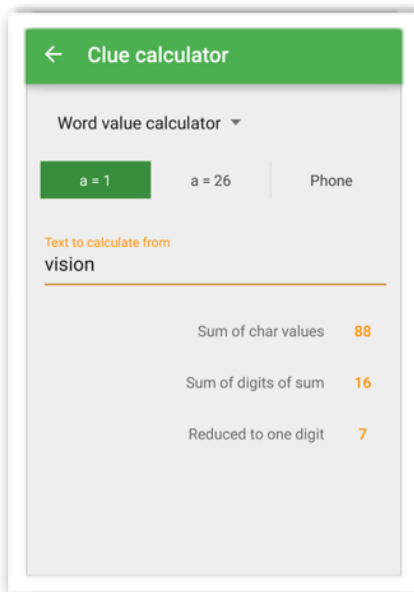 Clue calculator
Word value calculator
a = 1 a = 26 Phone
Text to calculate from
vision
Sum of char values 88
Sum of digits of sum 16
Reduced to one digit 7